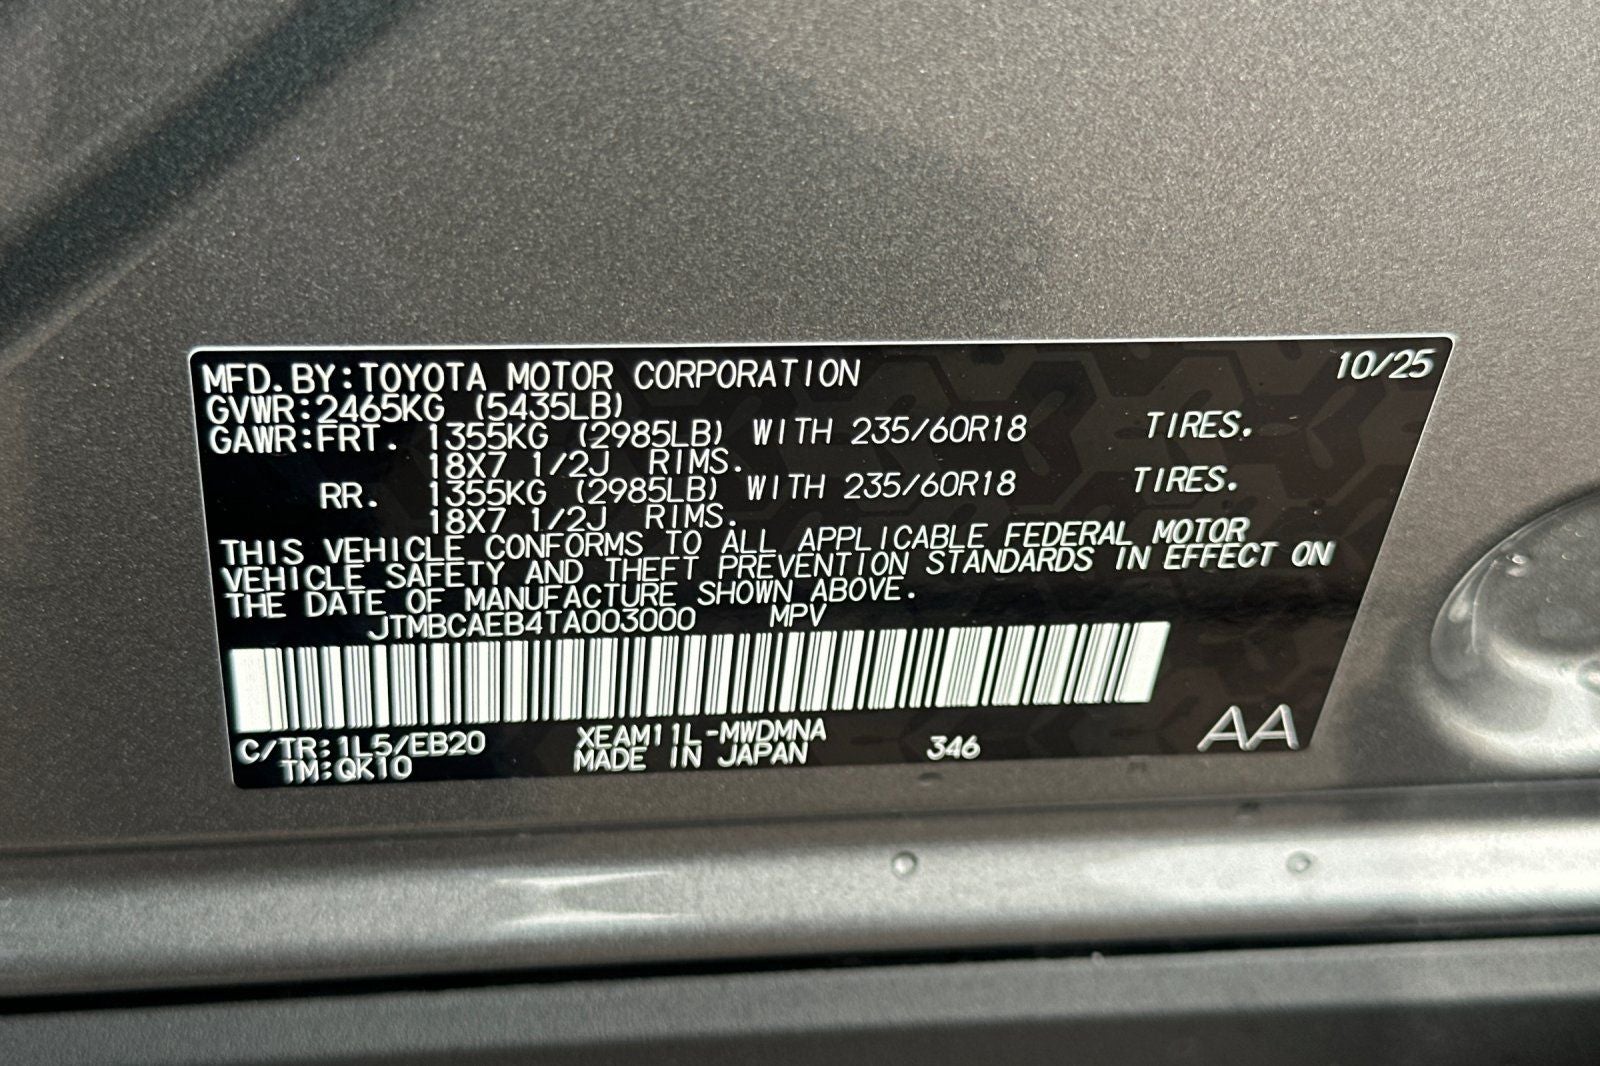 MFD.BY:TOYOTA MOTOR CORPORATION 10/25
GVWR:2465KG (5435LB)
GAWR:FRT. 1355KG (2985LB) WITH 235/60R18 TIRES.
18X7 1/2J RIMS.
RR. 1355KG (2985LB) WITH 235/60R18 TIRES.
18X7 1/2J RIMS.
THIS VEHICLE CONFORMS TO ALL APPLICABLE FEDERAL MOTOR
VEHICLE SAFETY AND THEFT PREVENTION STANDARDS IN EFFECT ON
THE DATE OF MANUFACTURE SHOWN ABOVE.
JTMBCAEB4TA003000 MPV
C/TR:1L5/EB20 XEAM11L-MWDMNA 346 AA
TM:QK10 MADE IN JAPAN